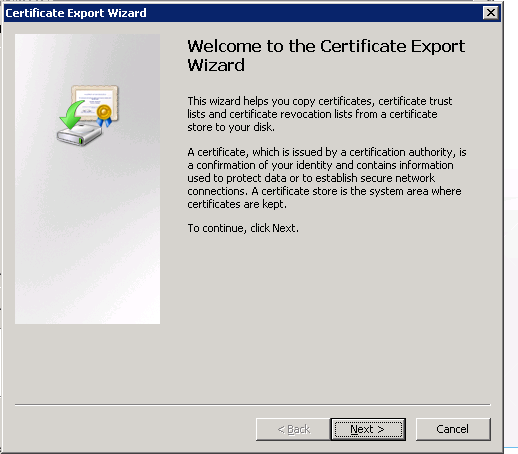 Certificate Export Wizard
Welcome to the Certificate Export
Wizard
This wizard helps you copy certificates, certificate trust
lists and certificate revocation lists from a certificate
store to your disk.
A certificate, which is issued by a certification authority, is
a confirmation of your identity and contains information
used to protect data or to establish secure network
connections. A certificate store is the system area where
certificates are kept.
To continue, click Next.
< Back
Next >
Cancel